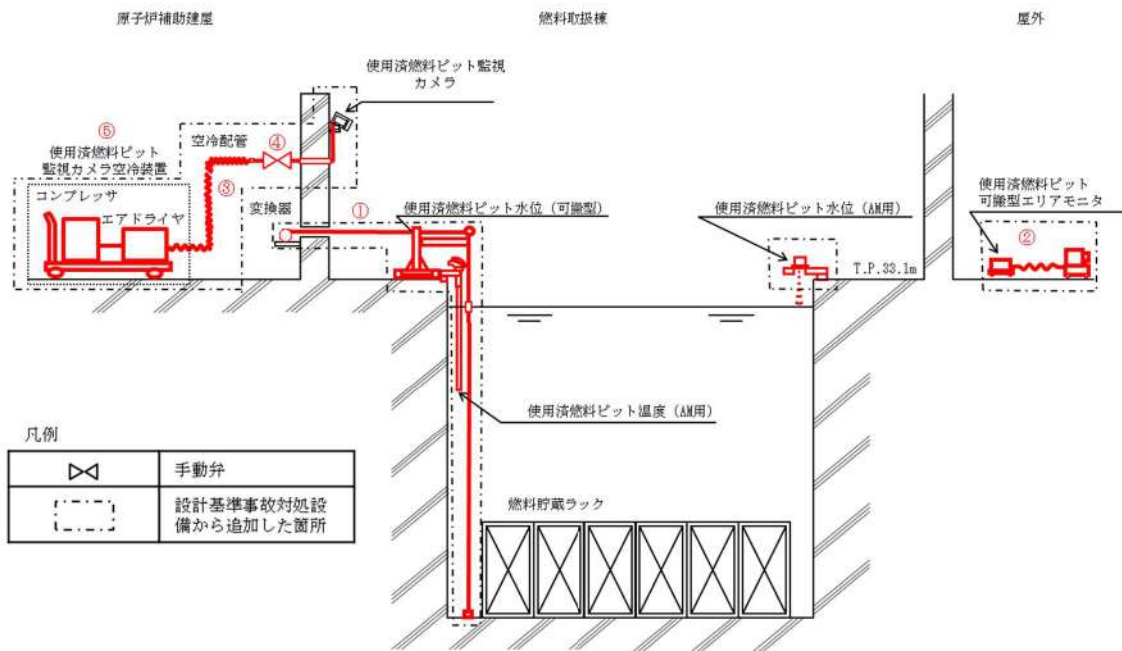 原子炉補助建屋
燃料取扱棟
屋外
使用済燃料ピット監視
カメラ
⑤
使用済燃料ピット
監視カメラ空冷装置
空冷配管
④
③
コンプレッサ
エアドライヤ
変換器
①
使用済燃料ピット水位（可搬型）
使用済燃料ピット水位（AM用）
T.P.33.1m
使用済燃料ピット
可搬型エリアモニタ
②
使用済燃料ピット温度（AM用）
燃料貯蔵ラック
凡例
手動弁
設計基準事故対処設
備から追加した箇所